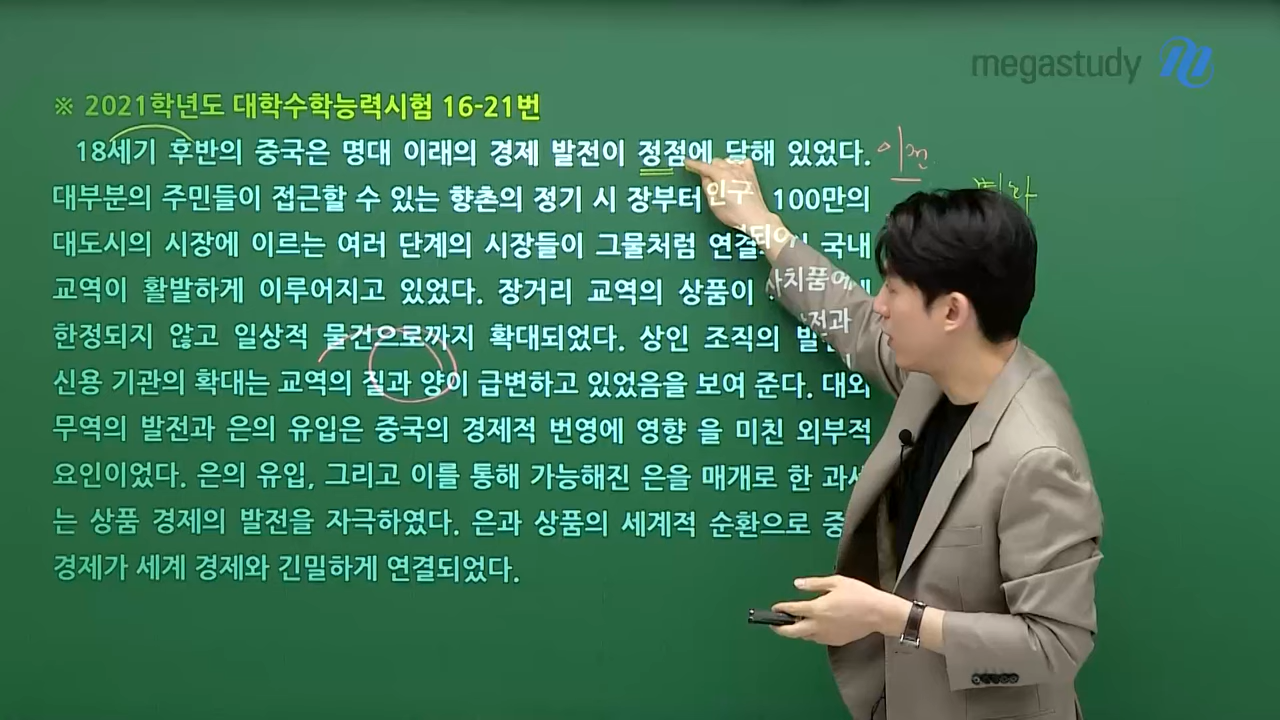 megastudy
※ 2021학년도 대학수학능력시험 16-21번
18세기 후반의 중국은 명대 이래의 경제 발전이 정점에 달해 있었다. 이전
대부분의 주민들이 접근할 수 있는 향촌의 정기 시 장부터 인구 100만의
대도시의 시장에 이르는 여러 단계의 시장들이 그물처럼 연결되어 국내
교역이 활발하게 이루어지고 있었다. 장거리 교역의 상품이 사치품에
한정되지 않고 일상적 물건으로까지 확대되었다. 상인 조직의 발전과
신용 기관의 확대는 교역의 질과 양이 급변하고 있었음을 보여 준다. 대외
무역의 발전과 은의 유입은 중국의 경제적 번영에 영향 을 미친 외부적
요인이었다. 은의 유입, 그리고 이를 통해 가능해진 은을 매개로 한 과세
는 상품 경제의 발전을 자극하였다. 은과 상품의 세계적 순환으로
경제가 세계 경제와 긴밀하게 연결되었다.